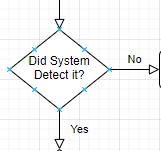 Did System
Detect it?
No
Yes